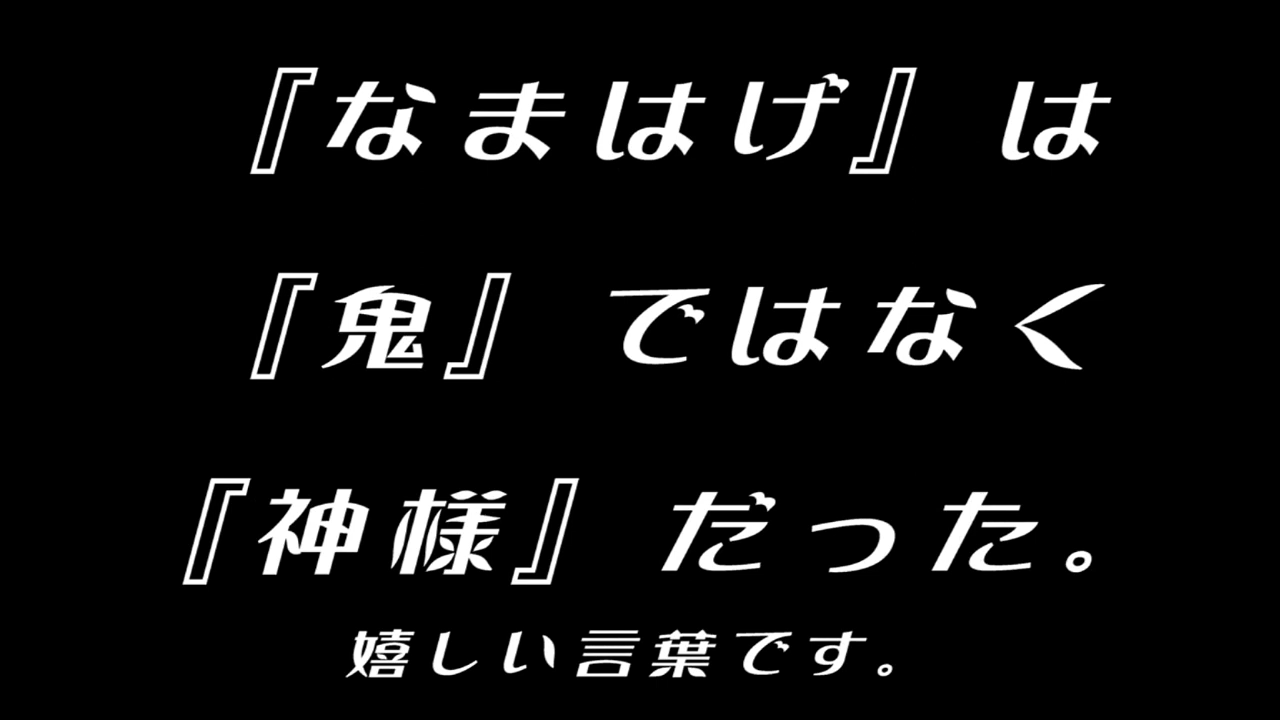 『なまはげ』は
『鬼』ではなく
『神様』だった。
嬉しい言葉です。